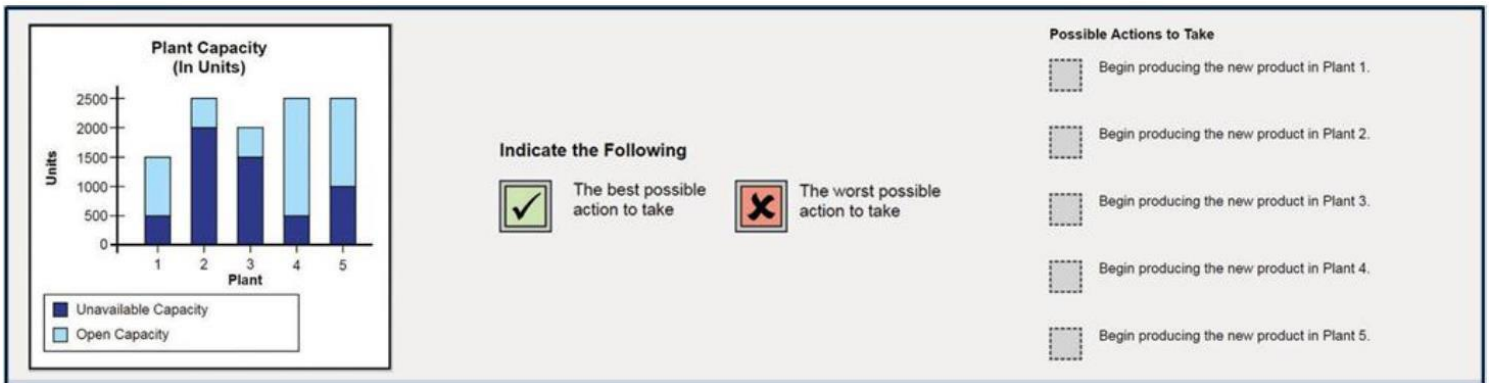 Plant Capacity
(In Units)
2500
2000
1500
1000
500
0
Units
1 2 3 4 5
Plant
Unavailable Capacity
Open Capacity
Indicate the Following
The best possible
action to take
The worst possible
action to take
Possible Actions to Take
Begin producing the new product in Plant 1.
Begin producing the new product in Plant 2.
Begin producing the new product in Plant 3.
Begin producing the new product in Plant 4.
Begin producing the new product in Plant 5.